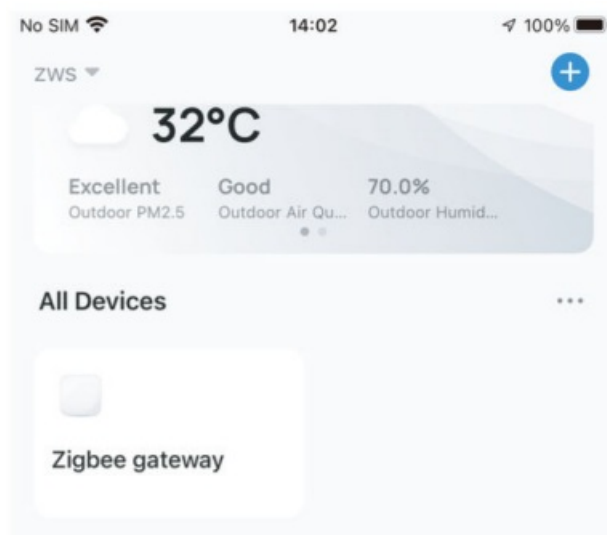 No SIM 14:02 100%
ZWS
32°C
Excellent Good 70.0%
Outdoor PM2.5 Outdoor Air Qu... Outdoor Humid...
All Devices
Zigbee gateway